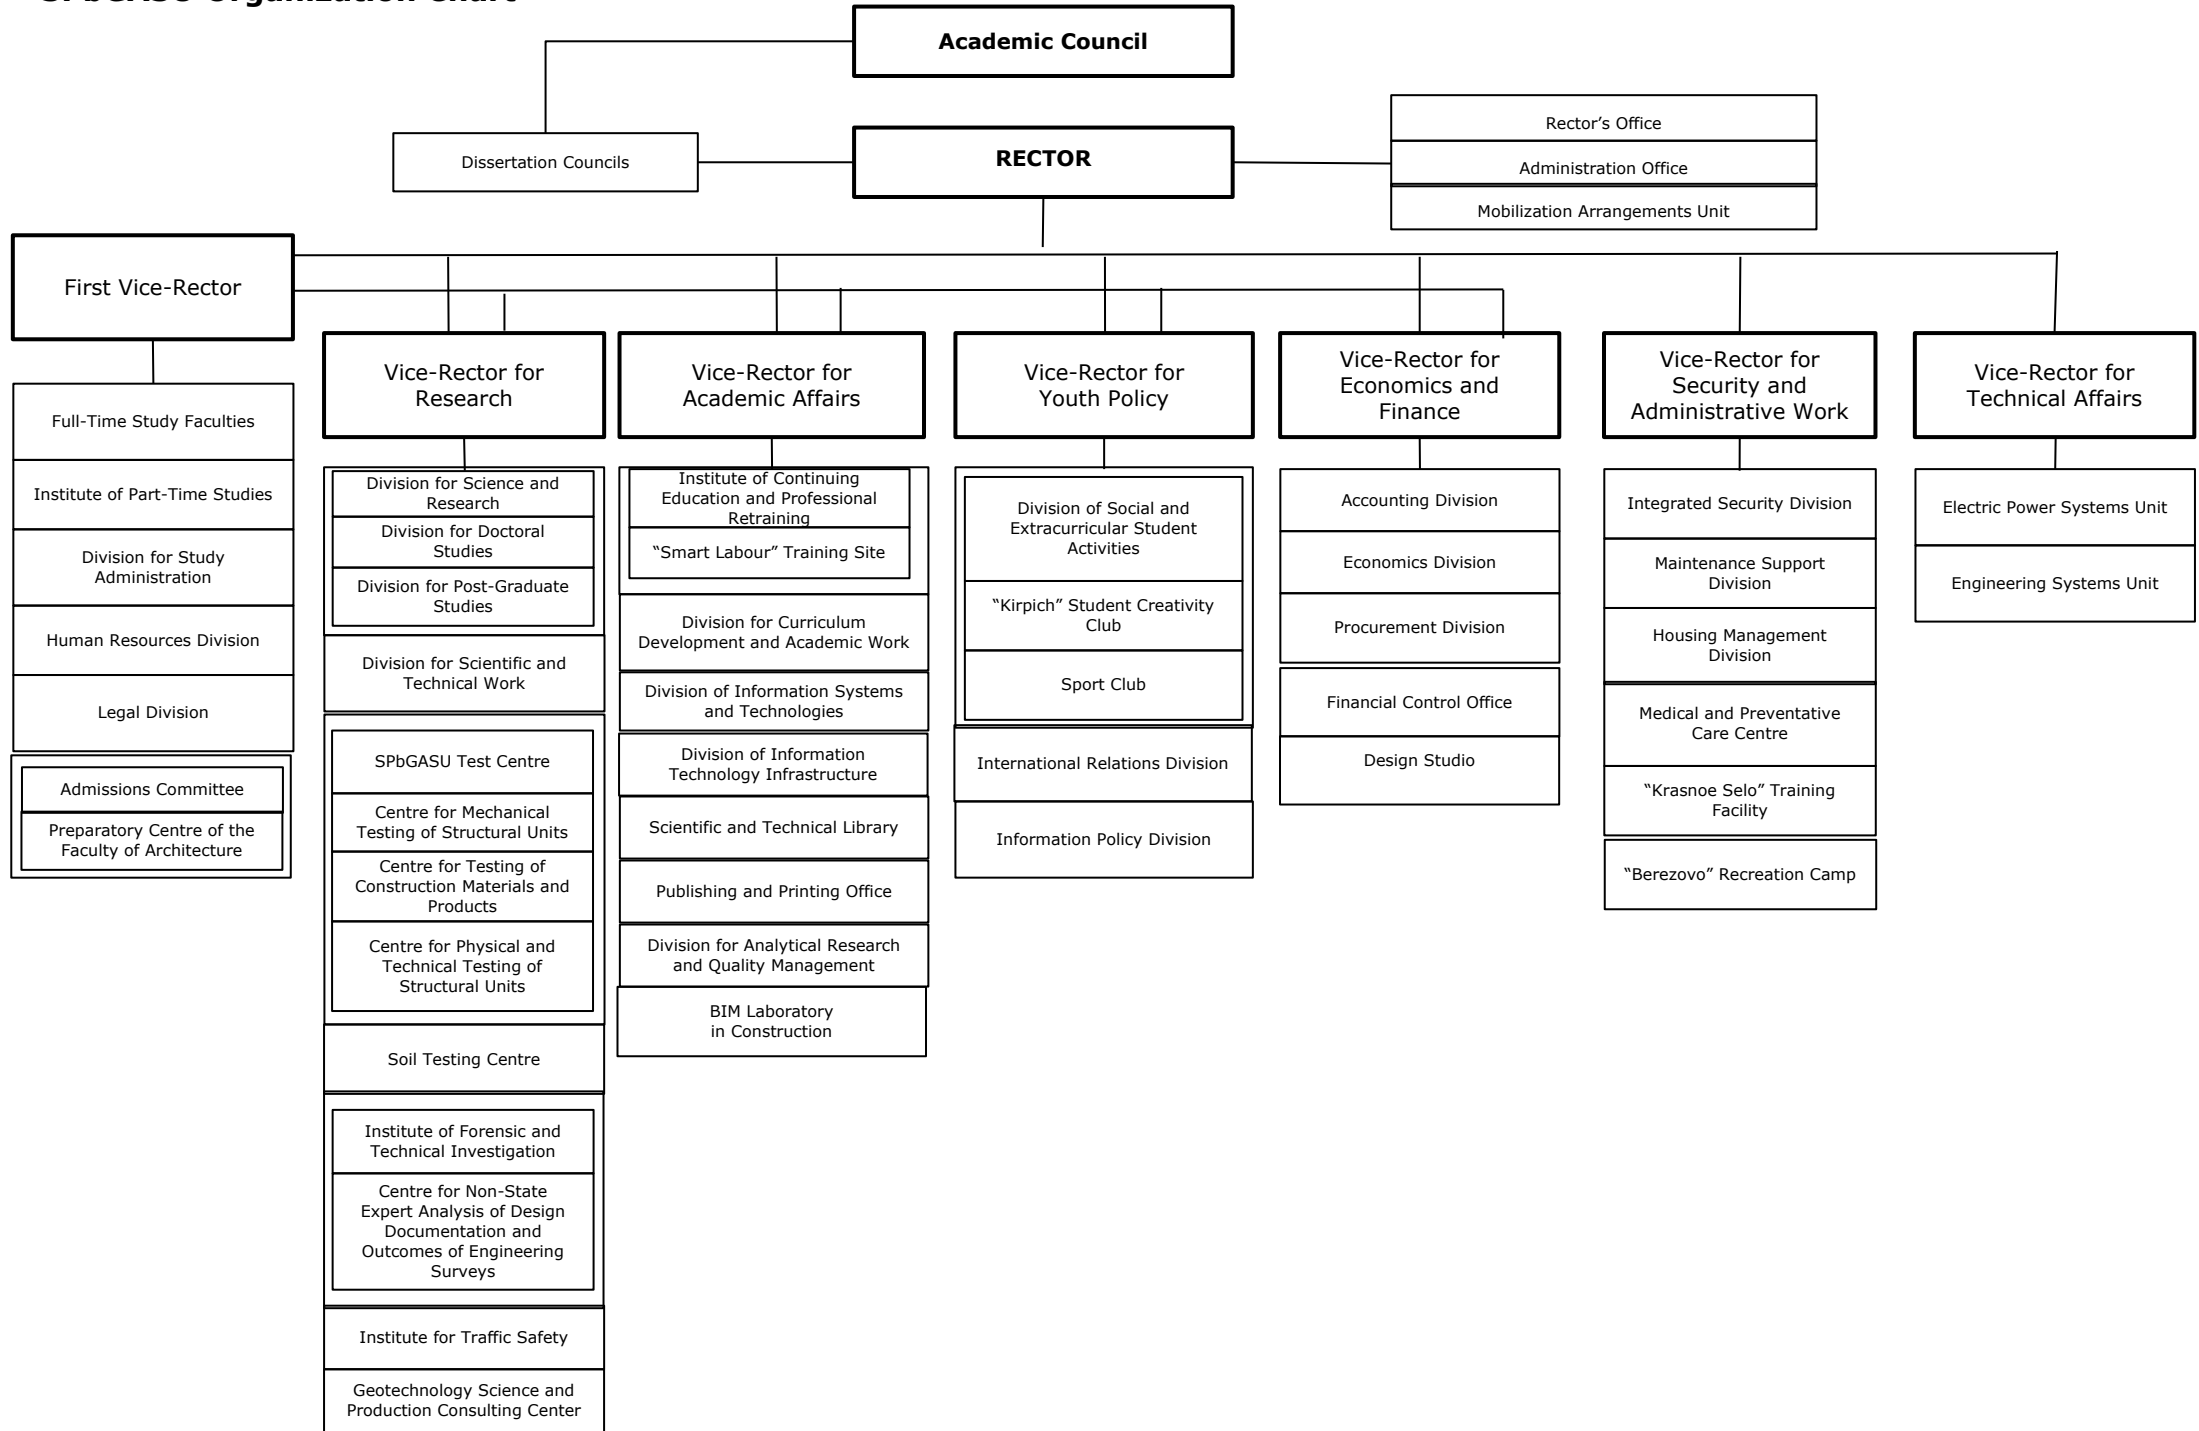 SPbGASU Organization Chart
Academic Council
Rector’s Office
Dissertation Councils
RECTOR
Administration Office
Mobilization Arrangements Unit
First Vice-Rector
Full-Time Study Faculties
Institute of Part-Time Studies
Division for Study
Administration
Human Resources Division
Legal Division
Admissions Committee
Preparatory Centre of the
Faculty of Architecture
Vice-Rector for
Research
Division for Science and
Research
Division for Doctoral
Studies
Division for Post-Graduate
Studies
Division for Scientific and
Technical Work
SPbGASU Test Centre
Centre for Mechanical
Testing of Structural Units
Centre for Testing of
Construction Materials and
Products
Centre for Physical and
Technical Testing of
Structural Units
Soil Testing Centre
Institute of Forensic and
Technical Investigation
Centre for Non-State
Expert Analysis of Design
Documentation and
Outcomes of Engineering
Surveys
Institute for Traffic Safety
Geotechnology Science and
Production Consulting Center
Vice-Rector for
Academic Affairs
Institute of Continuing
Education and Professional
Retraining
“Smart Labour” Training Site
Division for Curriculum
Development and Academic Work
Division of Information Systems
and Technologies
Division of Information
Technology Infrastructure
Scientific and Technical Library
Publishing and Printing Office
Division for Analytical Research
and Quality Management
BIM Laboratory
in Construction
Vice-Rector for
Youth Policy
Division of Social and
Extracurricular Student
Activities
“Kirpich” Student Creativity
Club
Sport Club
International Relations Division
Information Policy Division
Vice-Rector for
Economics and
Finance
Accounting Division
Economics Division
Procurement Division
Financial Control Office
Design Studio
Vice-Rector for
Security and
Administrative Work
Integrated Security Division
Maintenance Support
Division
Housing Management
Division
Medical and Preventative
Care Centre
“Krasnoe Selo” Training
Facility
“Berezovo” Recreation Camp
Vice-Rector for
Technical Affairs
Electric Power Systems Unit
Engineering Systems Unit